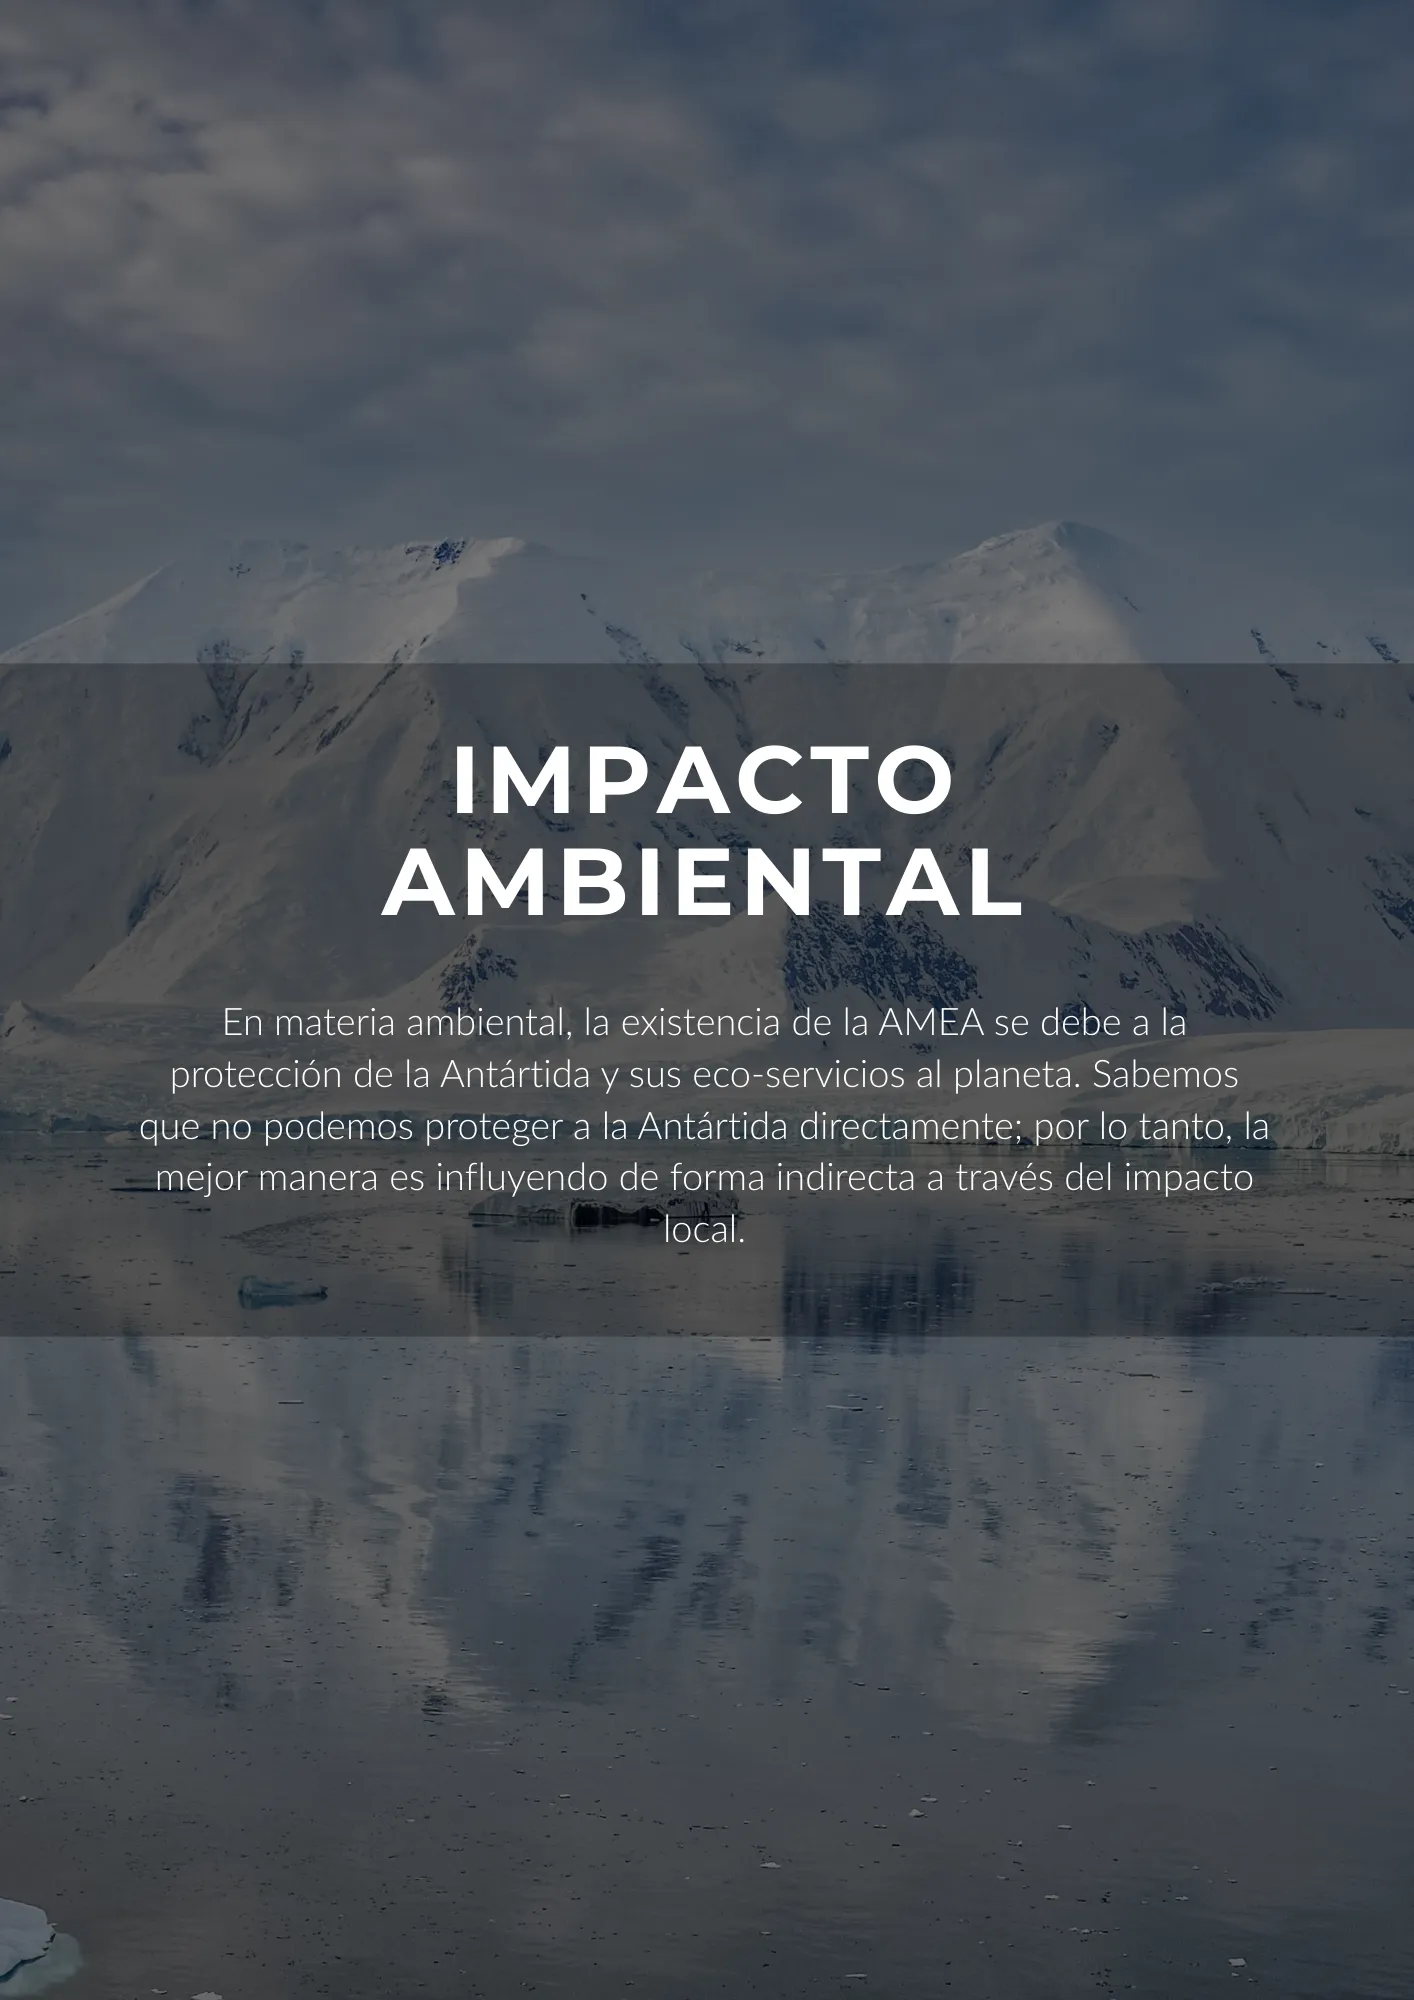 IMPACTO
AMBIENTAL
En materia ambiental, la existencia de la AMEA se debe a la
protección de la Antártida y sus eco-servicios al planeta. Sabemos
que no podemos proteger a la Antártida directamente; por lo tanto, la
mejor manera es influyendo de forma indirecta a través del impacto
local.